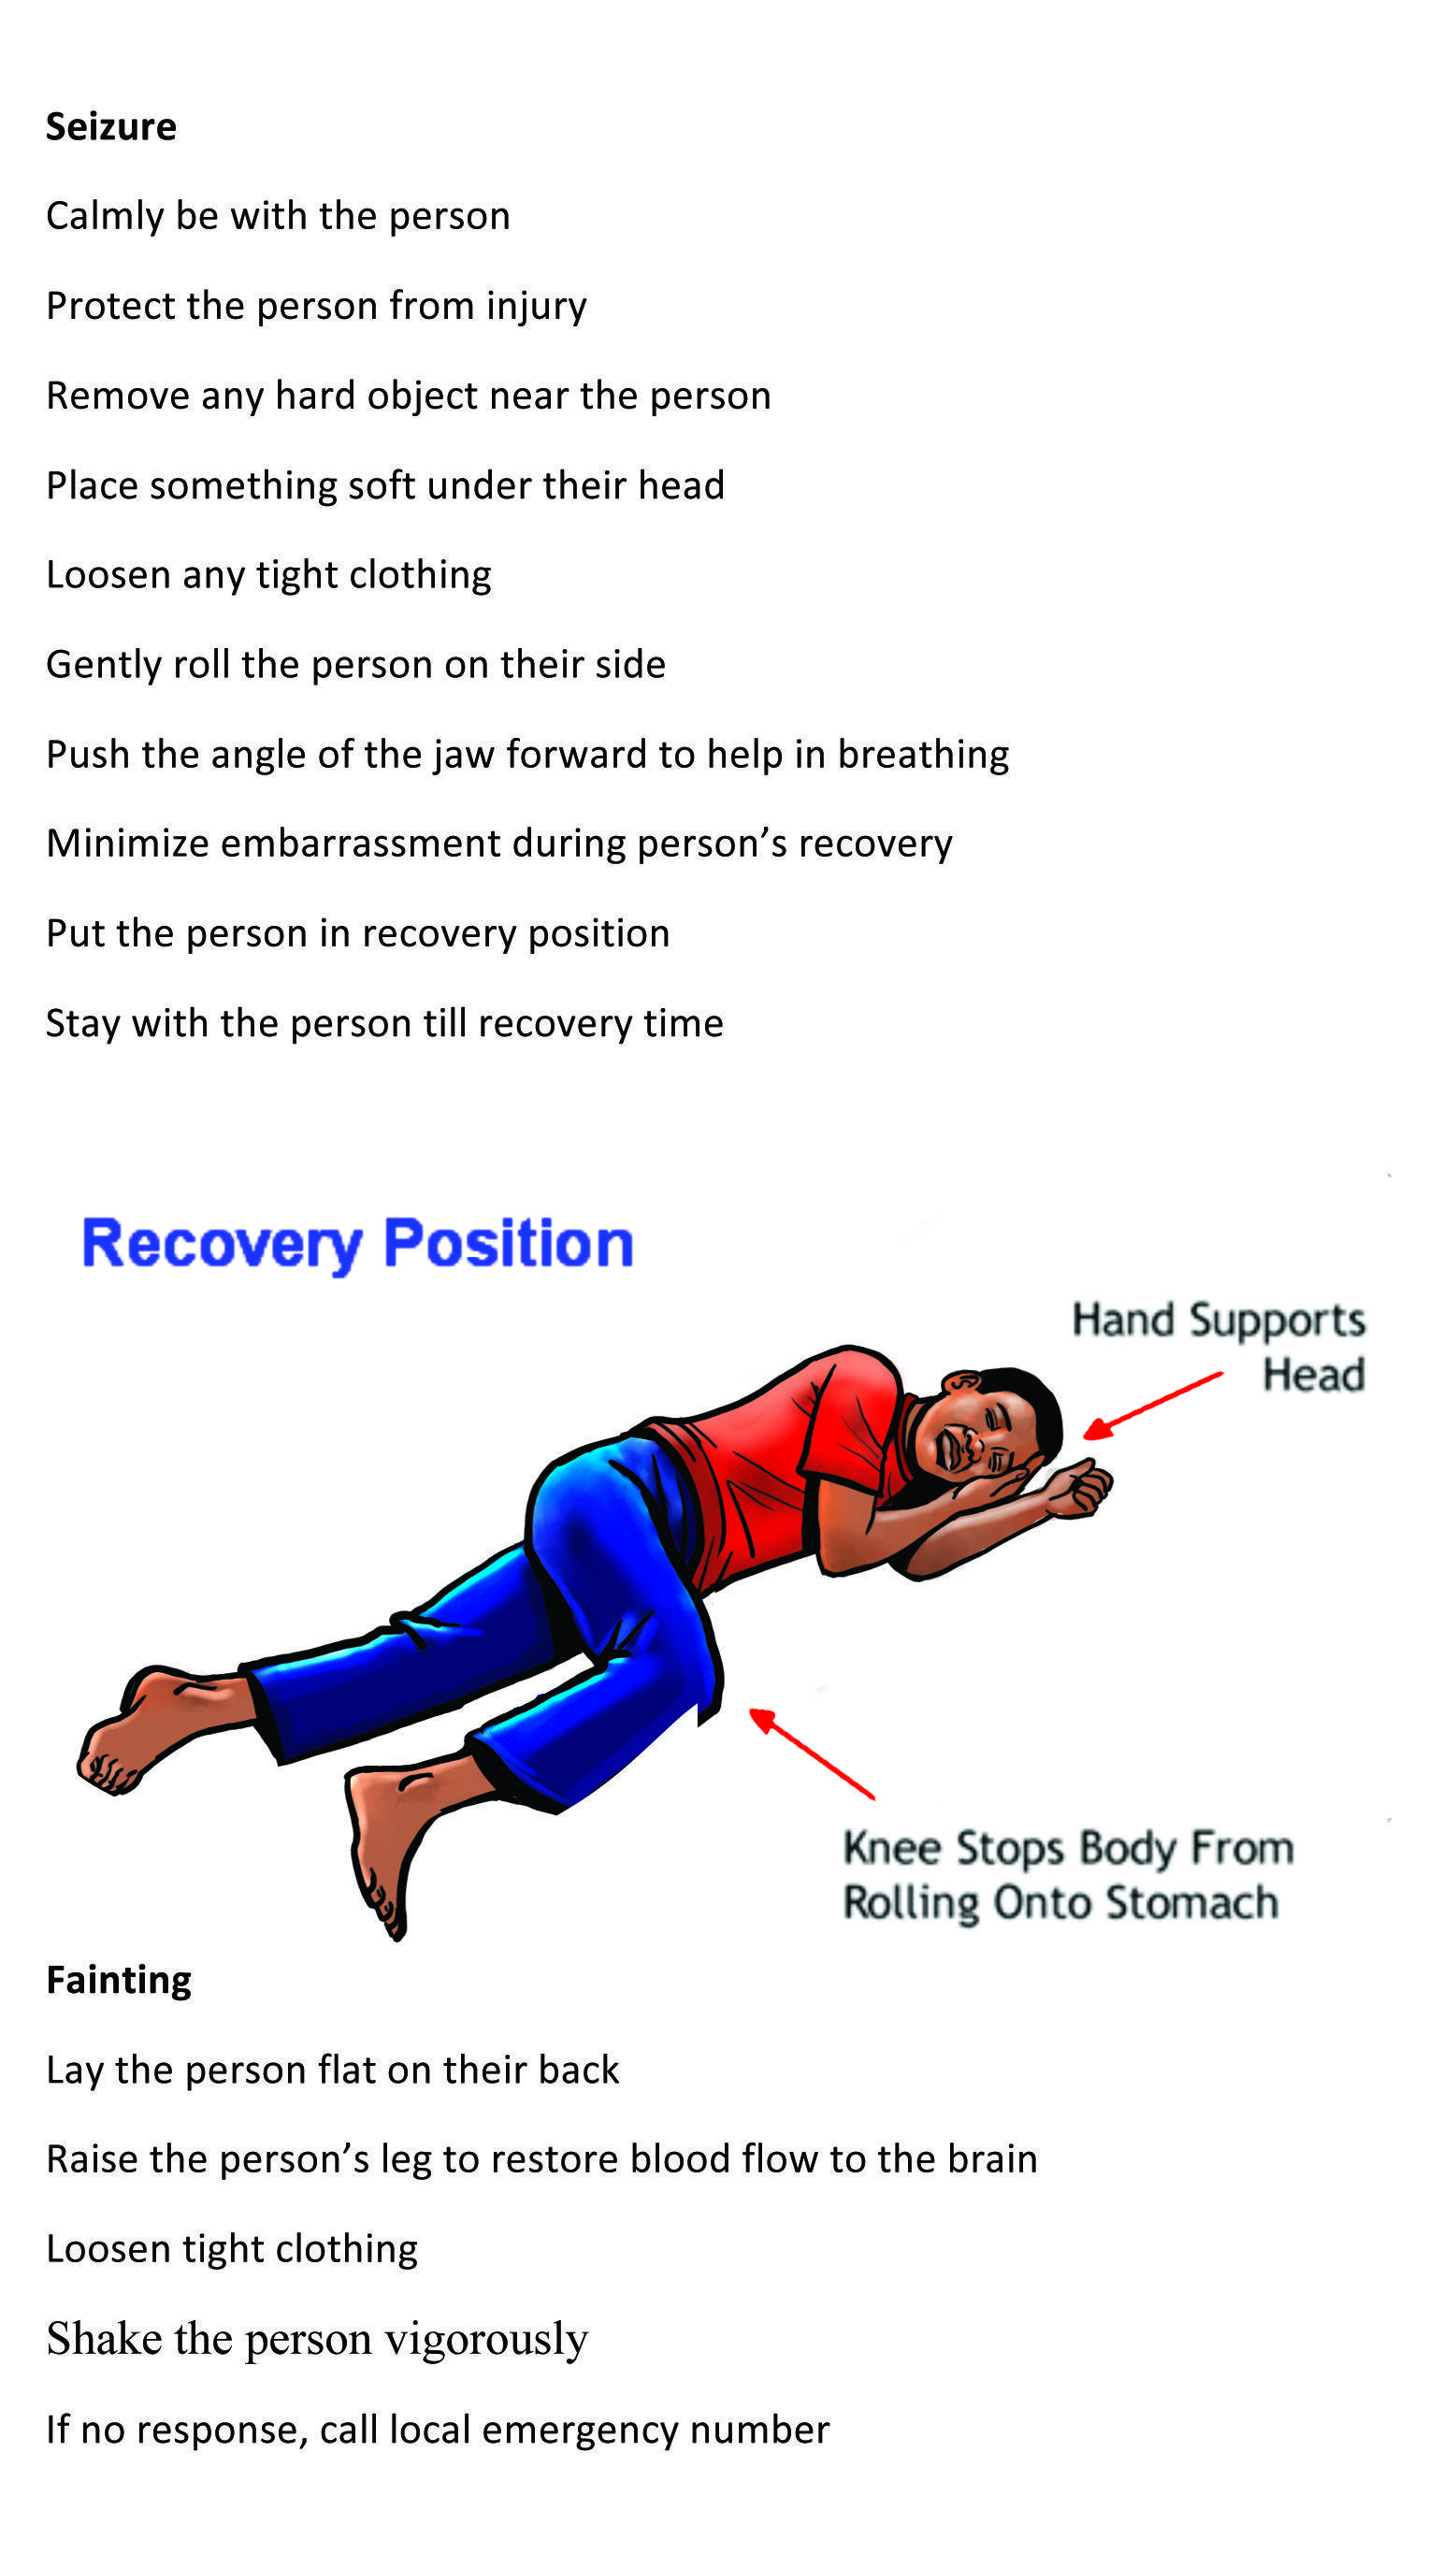 Seizure
Calmly be with the person
Protect the person from injury
Remove any hard object near the person
Place something soft under their head
Loosen any tight clothing
Gently roll the person on their side
Push the angle of the jaw forward to help in breathing
Minimize embarrassment during person’s recovery
Put the person in recovery position
Stay with the person till recovery time
Recovery Position
Hand Supports
Head
Knee Stops Body From
Rolling Onto Stomach
Fainting
Lay the person flat on their back
Raise the person’s leg to restore blood flow to the brain
Loosen tight clothing
Shake the person vigorously
If no response, call local emergency number